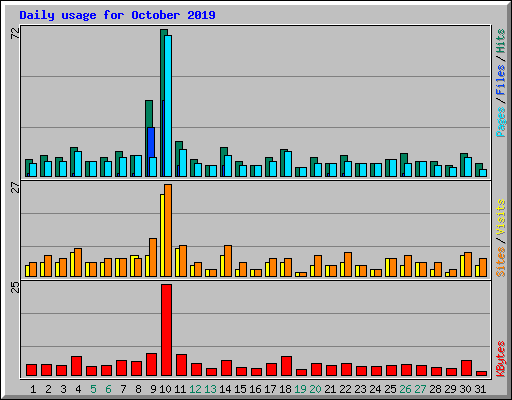 Daily usage for October 2019
72
Pages / Files / Hits
27
Sites / Visits
25
KBytes
1 2 3 4 5 6 7 8 9 10 11 12 13 14 15 16 17 18 19 20 21 22 23 24 25 26 27 28 29 30 31